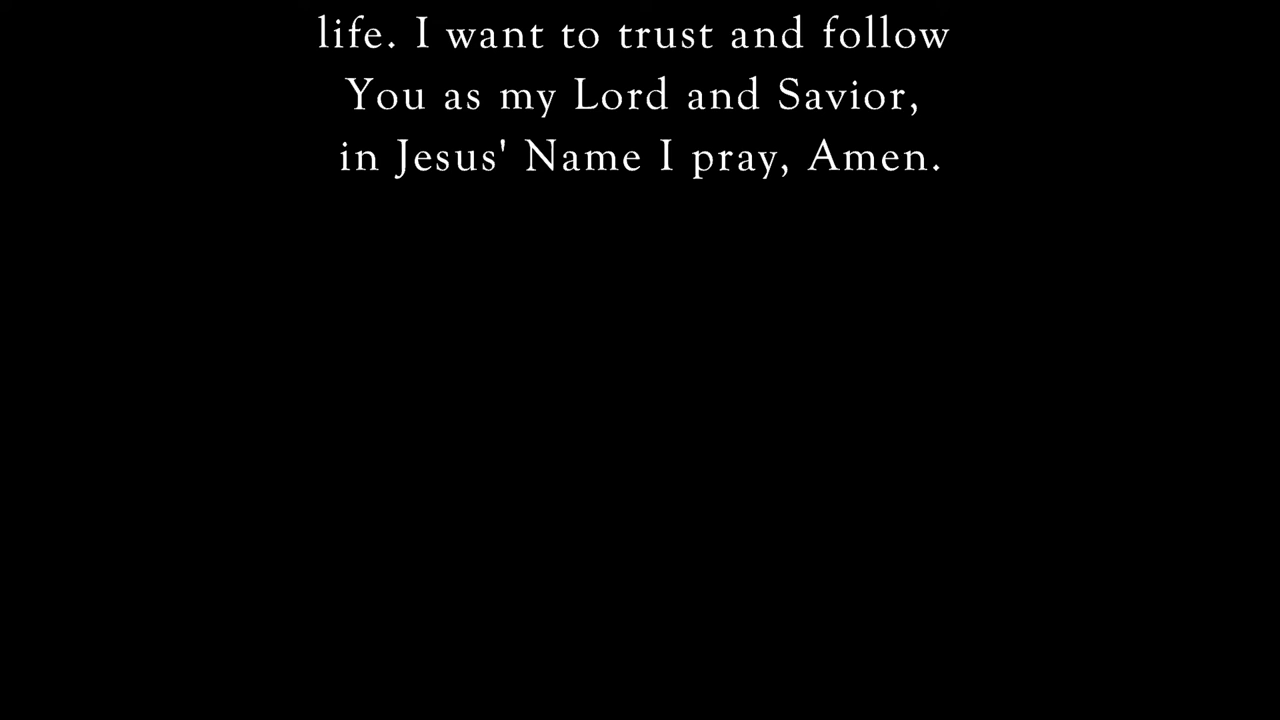 life. I want to trust and follow
You as my Lord and Savior,
in Jesus' Name I pray, Amen.